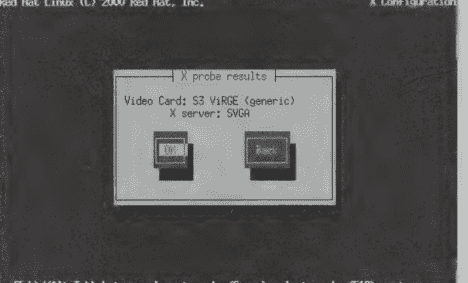 Red Hat Linux (C) 2000 Red Hat, Inc. X Configuration
X probe results
Video Card: S3 ViRGE (generic)
X server: SVGA
OK Back